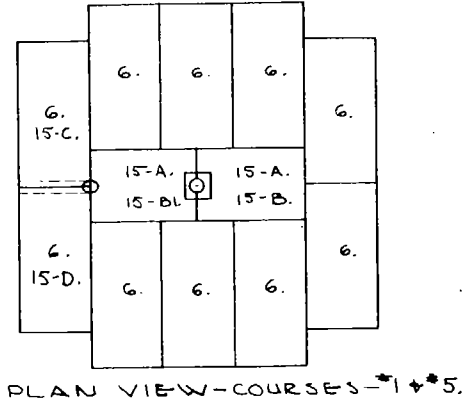 6. 6. 6.
6. 6.
15-C.
15-A. 15-A.
15-B1. 15-B.
6. 6.
15-D.
6. 6. 6.
PLAN VIEW-COURSES-#1 & #5.